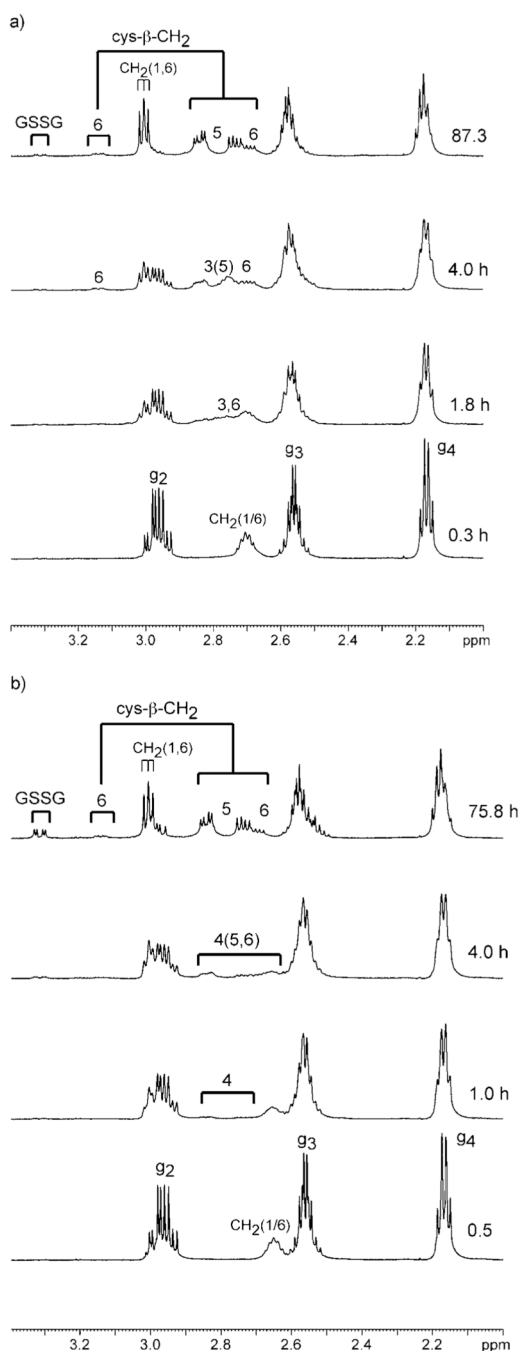 a)
cys-β-CH2
CH2(1,6)
GSSG 6
5 6 87.3
3(5) 6 4.0 h
6
3,6 1.8 h
g2 g3 g4
CH2(1/6) 0.3 h
3.2 3.0 2.8 2.6 2.4 2.2 ppm
b)
cys-β-CH2
CH2(1,6)
GSSG 6
5 6 75.8 h
4(5,6) 4.0 h
4 1.0 h
g2 g3 g4
CH2(1/6) 0.5
3.2 3.0 2.8 2.6 2.4 2.2 ppm